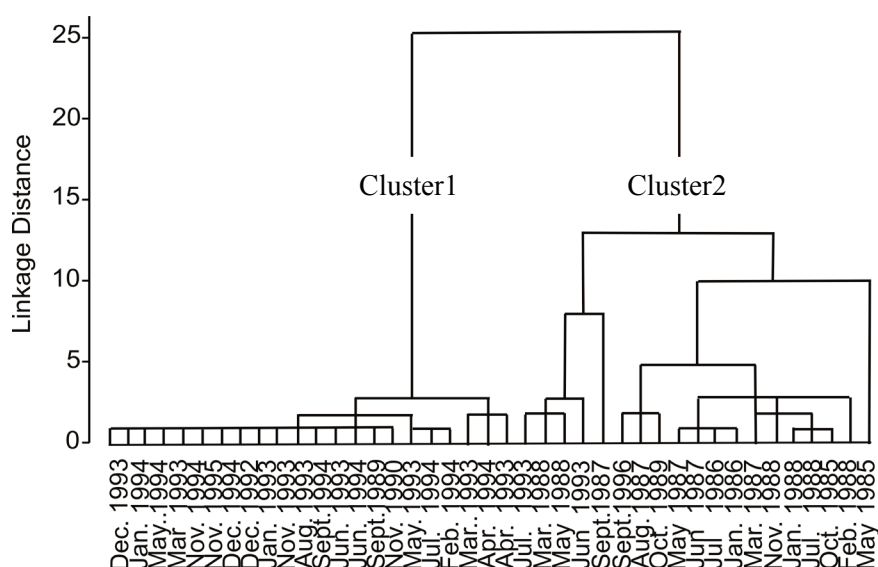 25
20
15
10
5
0
Linkage Distance
Cluster1
Cluster2
Dec. 1993
Jan. 1994
May.. 1994
Mar 1993
Nov. 1994
Nov. 1995
Dec. 1994
Dec. 1992
Jan. 1993
Nov. 1993
Aug. 1993
Sept. 1994
Jun. 1993
Jun. 1994
Sept. 1989
Nov. 1990
May. 1993
Jul. 1994
Feb. 1994
Mar.. 1993
Apr. 1994
Apr. 1993
Jul. 1993
Mar. 1988
May 1988
Jun 1993
Sept. 1987
Sept. 1996
Aug. 1987
Oct. 1989
May 1987
Jun 1987
Jul 1986
Jan. 1986
Mar. 1987
Nov. 1988
Jan. 1988
Jul. 1988
Oct. 1985
Feb. 1988
May 1985